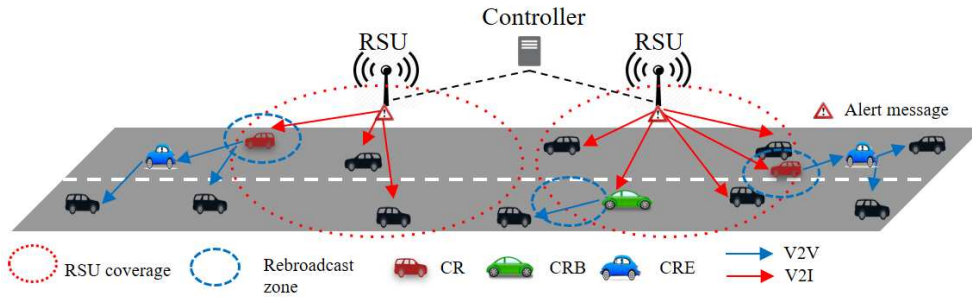 Controller
RSU
RSU
Alert message
RSU coverage
Rebroadcast
zone
CR
CRB
CRE
V2V
V2I